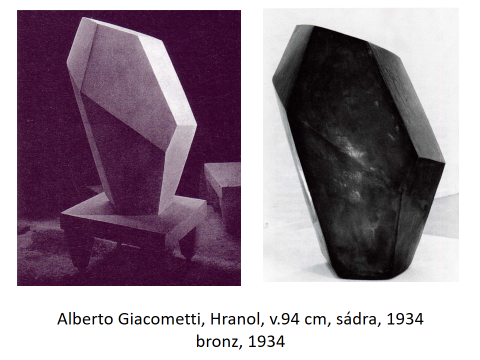 Alberto Giacometti, Hranol, v.94 cm, sádra, 1934
bronz, 1934